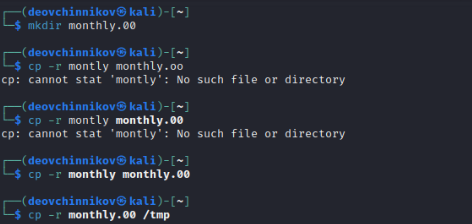 ┌──(deovchinnikov㉿kali)-[~]
└─$ mkdir monthly.00
┌──(deovchinnikov㉿kali)-[~]
└─$ cp -r montly monthly.oo
cp: cannot stat 'montly': No such file or directory
┌──(deovchinnikov㉿kali)-[~]
└─$ cp -r montly monthly.00
cp: cannot stat 'montly': No such file or directory
┌──(deovchinnikov㉿kali)-[~]
└─$ cp -r monthly monthly.00
┌──(deovchinnikov㉿kali)-[~]
└─$ cp -r monthly.00 /tmp